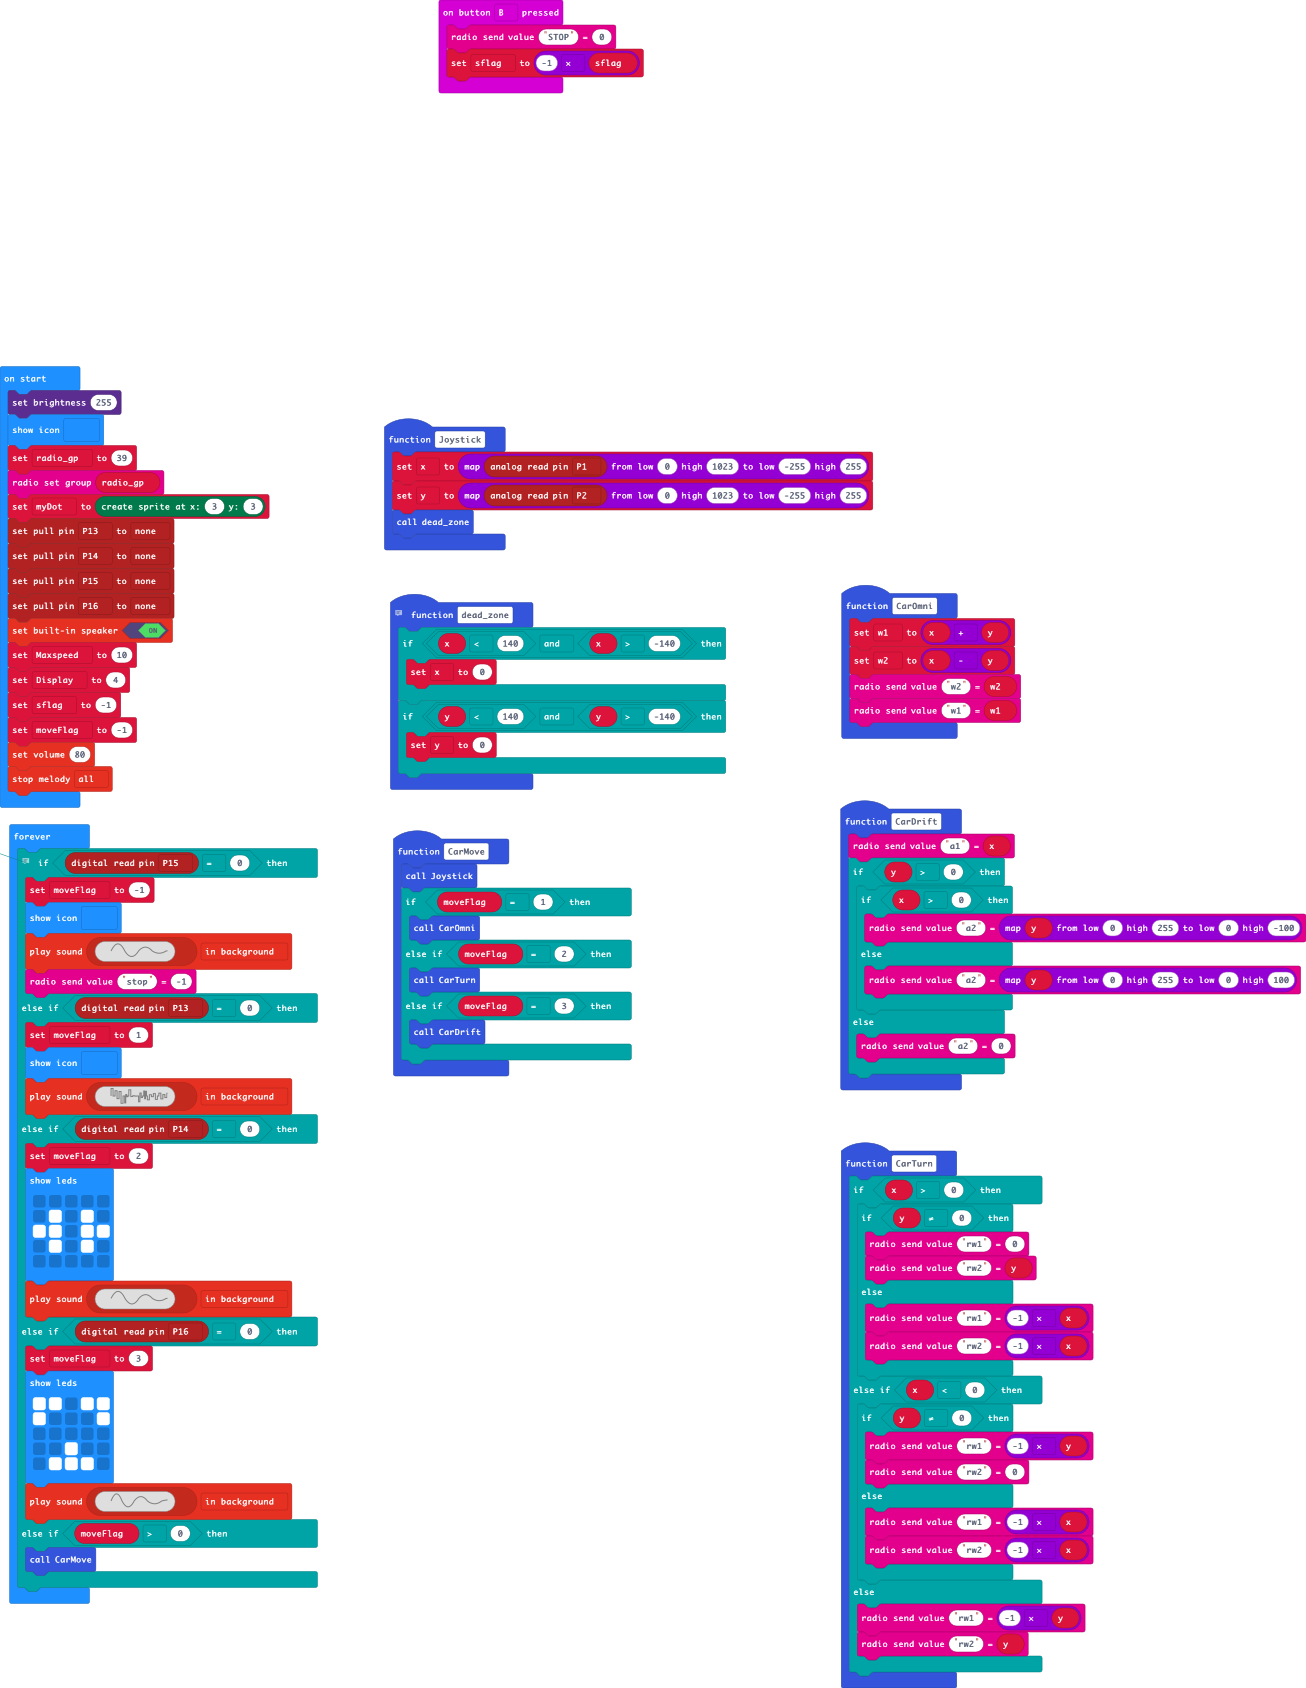 on button B pressed
radio send value "STOP" = 0
set sflag to -1 × sflag
on start
set brightness 255
show icon
set radio_gp to 39
radio set group radio_gp
set myDot to create sprite at x: 3 y: 3
set pull pin P13 to none
set pull pin P14 to none
set pull pin P15 to none
set pull pin P16 to none
set built-in speaker ON
set Maxspeed to 10
set Display to 4
set sflag to -1
set moveFlag to -1
set volume 80
stop melody all
forever
if digital read pin P15 = 0 then
set moveFlag to -1
show icon
play sound in background
radio send value "stop" = -1
else if digital read pin P13 = 0 then
set moveFlag to 1
show icon
play sound in background
else if digital read pin P14 = 0 then
set moveFlag to 2
show leds
play sound in background
else if digital read pin P16 = 0 then
set moveFlag to 3
show leds
play sound in background
else if moveFlag > 0 then
call CarMove
function Joystick
set x to map analog read pin P1 from low 0 high 1023 to low -255 high 255
set y to map analog read pin P2 from low 0 high 1023 to low -255 high 255
call dead_zone
function dead_zone
if x < 140 and x > -140 then
set x to 0
if y < 140 and y > -140 then
set y to 0
function CarMove
call Joystick
if moveFlag = 1 then
call CarOmni
else if moveFlag = 2 then
call CarTurn
else if moveFlag = 3 then
call CarDrift
function CarOmni
set w1 to x + y
set w2 to x - y
radio send value "w2" = w2
radio send value "w1" = w1
function CarDrift
radio send value "a1" = x
if y > 0 then
if x > 0 then
radio send value "a2" = map y from low 0 high 255 to low 0 high -100
else
radio send value "a2" = map y from low 0 high 255 to low 0 high 100
else
radio send value "a2" = 0
function CarTurn
if x > 0 then
if y ≠ 0 then
radio send value "rw1" = 0
radio send value "rw2" = y
else
radio send value "rw1" = -1 × x
radio send value "rw2" = -1 × x
else if x < 0 then
if y ≠ 0 then
radio send value "rw1" = -1 × y
radio send value "rw2" = 0
else
radio send value "rw1" = -1 × x
radio send value "rw2" = -1 × x
else
radio send value "rw1" = -1 × y
radio send value "rw2" = y